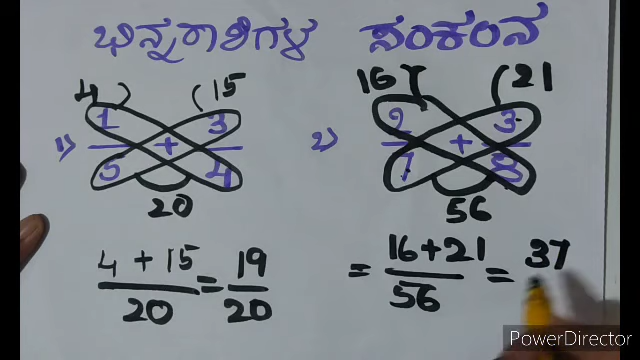 ಭಿನ್ನರಾಶಿಗಳ ಸಂಕಲನ
4 15 16 21
1) 1/5 + 3/4 2) 2/7 + 3/8
20 56
4 + 15 / 20 = 19 / 20
= 16+21 / 56 = 37
PowerDirector